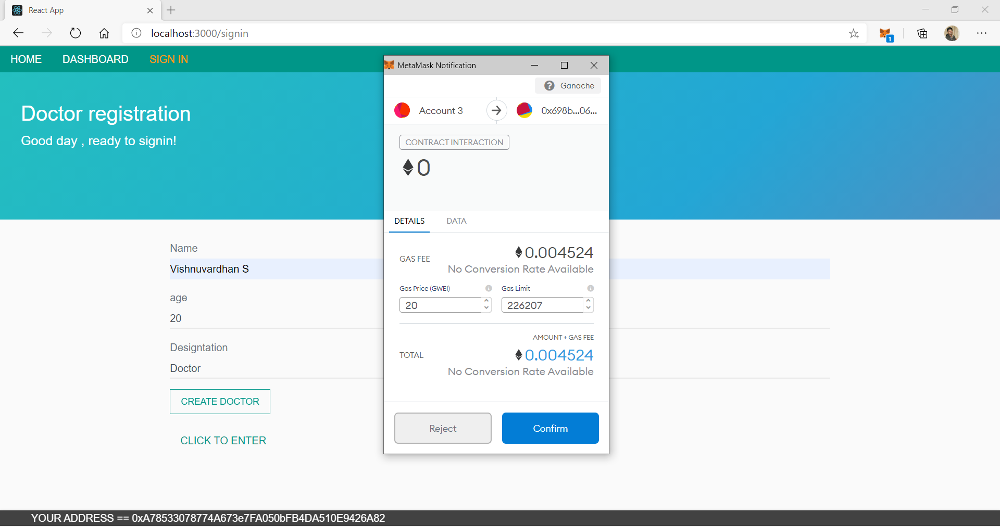 React App
localhost:3000/signin
1
HOME DASHBOARD SIGN IN
Doctor registration
Good day , ready to signin!
Name
Vishnuvardhan S
age
20
Designtation
Doctor
CREATE DOCTOR
CLICK TO ENTER
MetaMask Notification
Ganache
Account 3 0x698b...06...
CONTRACT INTERACTION
0
DETAILS DATA
GAS FEE 0.004524
No Conversion Rate Available
Gas Price (GWEI) Gas Limit
20 226207
AMOUNT + GAS FEE
TOTAL 0.004524
No Conversion Rate Available
Reject Confirm
YOUR ADDRESS == 0xA78533078774A673e7FA050bFB4DA510E9426A82